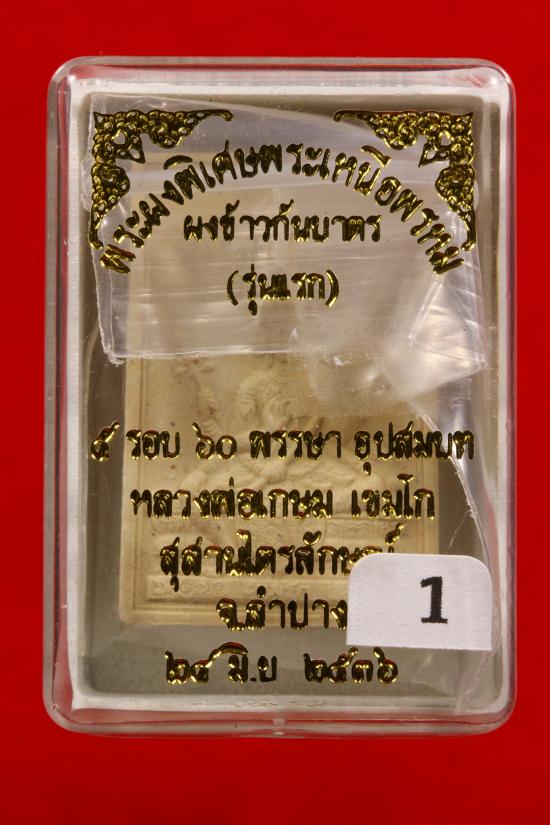 พระผงพิเศษพระเหนือพรหม
ผงข้าวก้นบาตร
(รุ่นแรก)
๕ รอบ ๖๐ พรรษา อุปสมบท
หลวงพ่อเกษม เขมโก
สุสานไตรลักษณ์
จ.ลำปาง
1
๒๘ มิ.ย ๒๕๓๖